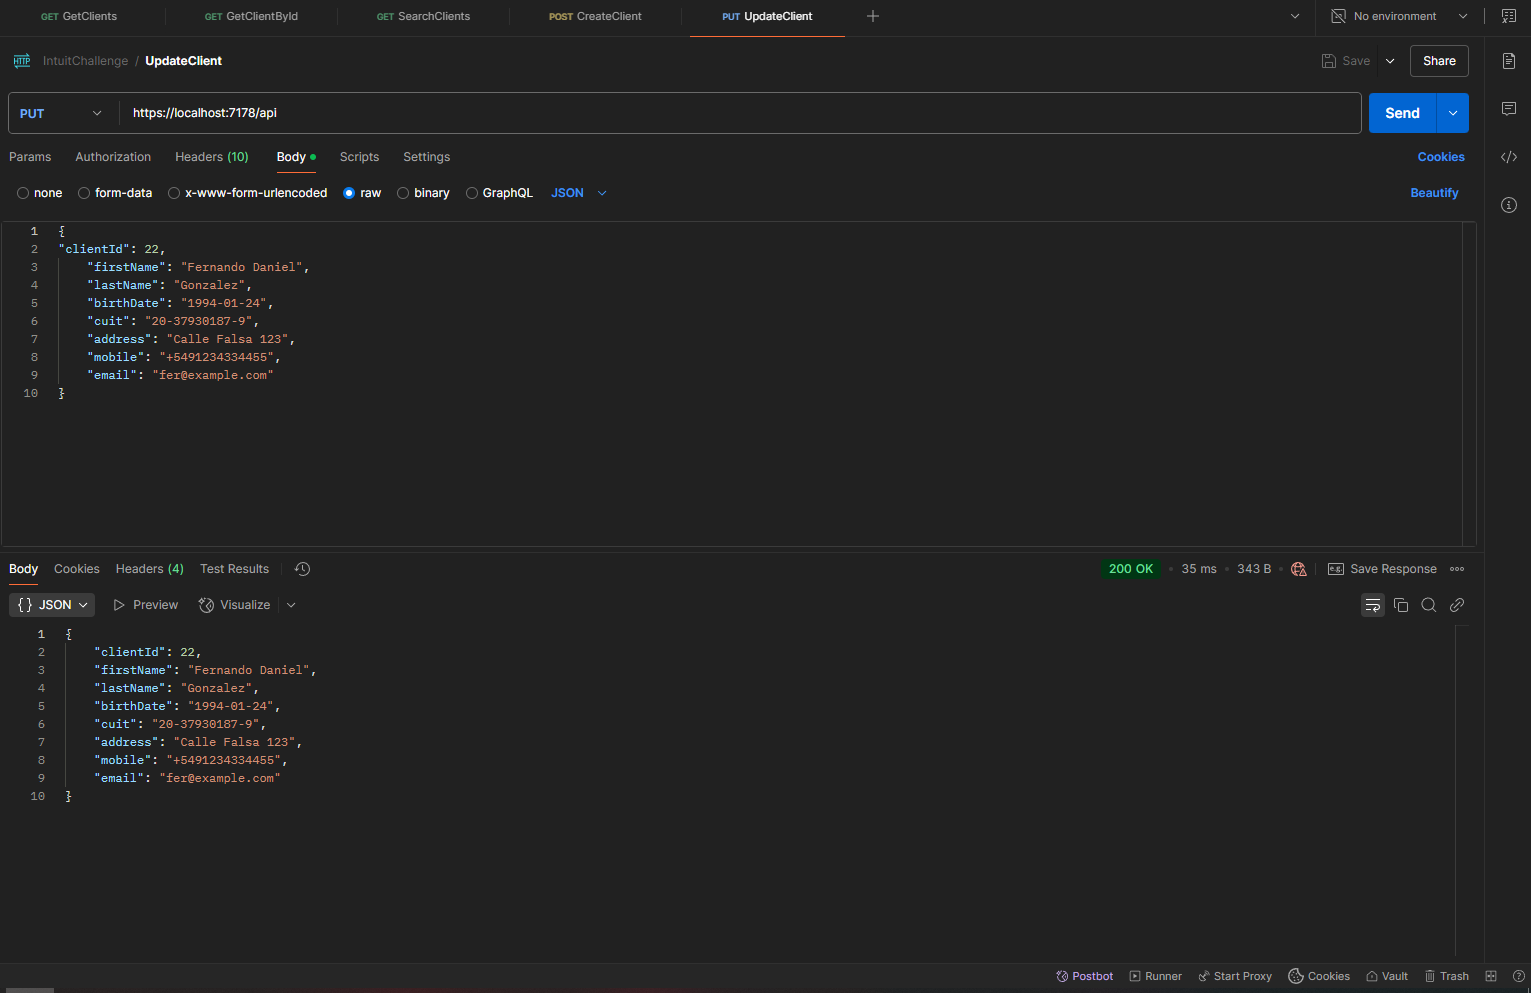 GET GetClients GET GetClientById GET SearchClients POST CreateClient PUT UpdateClient No environment
HTTP IntuitChallenge / UpdateClient Save Share
PUT https://localhost:7178/api Send
Params Authorization Headers (10) Body Scripts Settings Cookies
none form-data x-www-form-urlencoded raw binary GraphQL JSON Beautify
1 {
2 "clientId": 22,
3 "firstName": "Fernando Daniel",
4 "lastName": "Gonzalez",
5 "birthDate": "1994-01-24",
6 "cuit": "20-37930187-9",
7 "address": "Calle Falsa 123",
8 "mobile": "+5491234334455",
9 "email": "fer@example.com"
10 }
Body Cookies Headers (4) Test Results 200 OK • 35 ms • 343 B • e.g. Save Response
{} JSON Preview Visualize
1 {
2 "clientId": 22,
3 "firstName": "Fernando Daniel",
4 "lastName": "Gonzalez",
5 "birthDate": "1994-01-24",
6 "cuit": "20-37930187-9",
7 "address": "Calle Falsa 123",
8 "mobile": "+5491234334455",
9 "email": "fer@example.com"
10 }
Postbot Runner Start Proxy Cookies Vault Trash